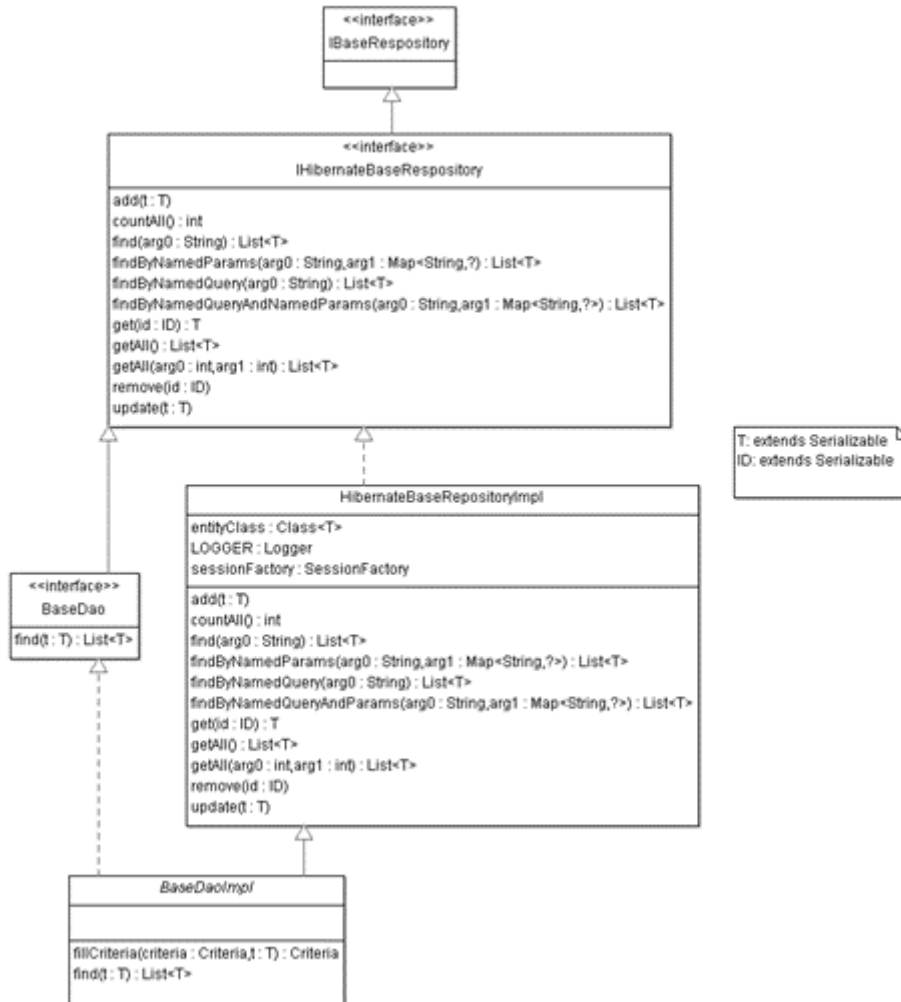 <<interface>>
IBaseRespository
<<interface>>
IHibernateBaseRespository
add(t : T)
countAll() : int
find(arg0 : String) : List<T>
findByNamedParams(arg0 : String,arg1 : Map<String,?) : List<T>
findByNamedQuery(arg0 : String) : List<T>
findByNamedQueryAndNamedParams(arg0 : String,arg1 : Map<String,?>) : List<T>
get(id : ID) : T
getAll() : List<T>
getAll(arg0 : int,arg1 : int) : List<T>
remove(id : ID)
update(t : T)
T: extends Serializable
ID: extends Serializable
HibernateBaseRepositoryImpl
entityClass : Class<T>
LOGGER : Logger
sessionFactory : SessionFactory
add(t : T)
countAll() : int
find(arg0 : String) : List<T>
findByNamedParams(arg0 : String,arg1 : Map<String,?>) : List<T>
findByNamedQuery(arg0 : String) : List<T>
findByNamedQueryAndParams(arg0 : String,arg1 : Map<String,?>) : List<T>
get(id : ID) : T
getAll() : List<T>
getAll(arg0 : int,arg1 : int) : List<T>
remove(id : ID)
update(t : T)
<<interface>>
BaseDao
find(t : T) : List<T>
BaseDaoImpl
fillCriteria(criteria : Criteria,t : T) : Criteria
find(t : T) : List<T>